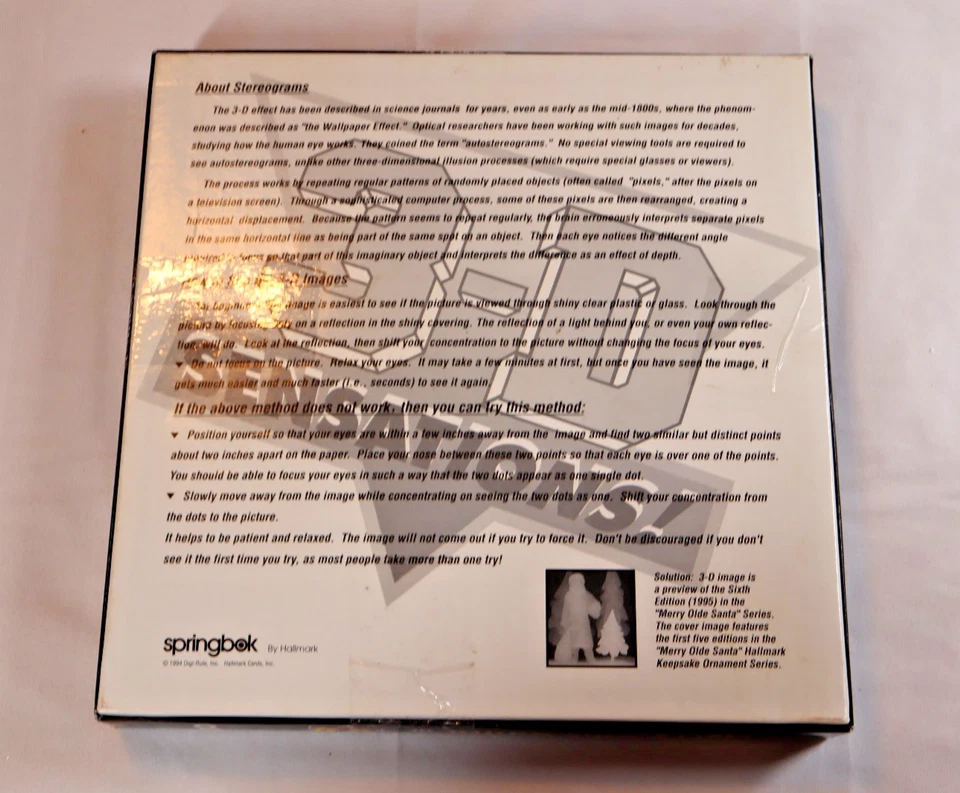 About Stereograms
The 3-D effect has been described in science journals for years, even as early as the mid-1800s, where the phenom-
enon was described as "the Wallpaper Effect." Optical researchers have been working with such images for decades,
studying how the human eye works. They coined the term "autostereograms." No special viewing tools are required to
see autostereograms, unlike other three-dimensional illusion processes (which require special glasses or viewers).
The process works by repeating regular patterns of randomly placed objects (often called "pixels," after the pixels on
a television screen). Through a sophisticated computer process, some of these pixels are then rearranged, creating a
horizontal displacement. Because the pattern seems to repeat regularly, the brain erroneously interprets separate pixels
in the same horizontal line as being part of the same spot on an object. Then each eye notices the different angle
so that part of this imaginary object and interprets the difference as an effect of depth.
3-D Images
image is easiest to see if the picture is viewed through shiny clear plastic or glass. Look through the
picture by focusing on a reflection in the shiny covering. The reflection of a light behind you, or even your own reflec-
tion, will do. Look at the reflection, then shift your concentration to the picture without changing the focus of your eyes.
▼ Do not focus on the picture. Relax your eyes. It may take a few minutes at first, but once you have seen the image, it
gets much easier and much faster (i.e., seconds) to see it again.
If the above method does not work, then you can try this method:
▼ Position yourself so that your eyes are within a few inches away from the image and find two similar but distinct points
about two inches apart on the paper. Place your nose between these two points so that each eye is over one of the points.
You should be able to focus your eyes in such a way that the two dots appear as one single dot.
▼ Slowly move away from the image while concentrating on seeing the two dots as one. Shift your concentration from
the dots to the picture.
It helps to be patient and relaxed. The image will not come out if you try to force it. Don't be discouraged if you don't
see it the first time you try, as most people take more than one try!
3-D
SENSATIONS!
Solution: 3-D image is
a preview of the Sixth
Edition (1995) in the
"Merry Olde Santa" Series.
The cover image features
the first five editions in the
"Merry Olde Santa" Hallmark
Keepsake Ornament Series.
springbok By Hallmark
© 1994 Digi-Rule, Inc. Hallmark Cards, Inc.